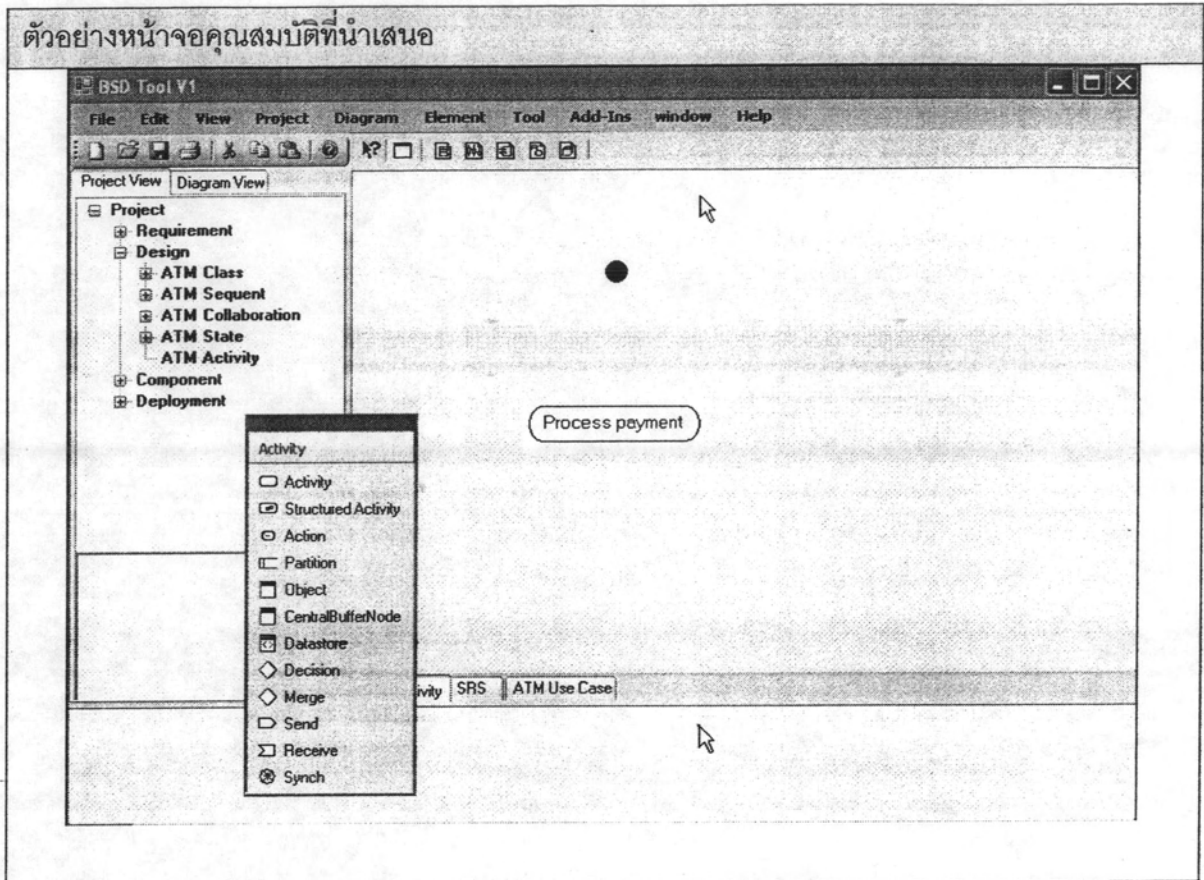 ตัวอย่างหน้าจอคุณสมบัติที่นำเสนอ
BSD Tool V1
File Edit View Project Diagram Element Tool Add-Ins window Help
Project View Diagram View
Project
Requirement
Design
ATM Class
ATM Sequent
ATM Collaboration
ATM State
ATM Activity
Component
Deployment
Process payment
Activity
Activity
Structured Activity
Action
Partition
Object
CentralBufferNode
Datastore
Decision
Merge
Send
Receive
Synch
ivity SRS ATM Use Case